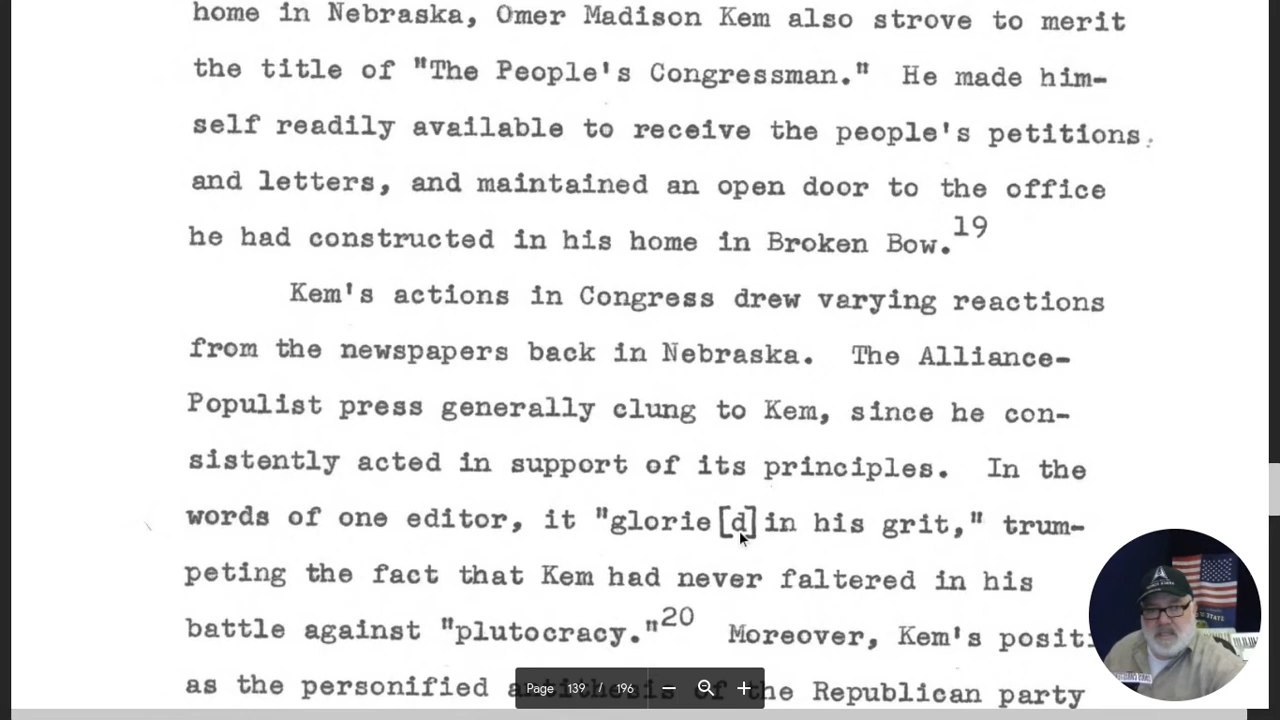 home in Nebraska, Omer Madison Kem also strove to merit
the title of "The People's Congressman." He made him-
self readily available to receive the people's petitions
and letters, and maintained an open door to the office
he had constructed in his home in Broken Bow.19
Kem's actions in Congress drew varying reactions
from the newspapers back in Nebraska. The Alliance-
Populist press generally clung to Kem, since he con-
sistently acted in support of its principles. In the
words of one editor, it "glorie[d]in his grit," trum-
peting the fact that Kem had never faltered in his
battle against "plutocracy."20 Moreover, Kem's positi
as the personified antithesis of the Republican party
Page 139 / 196